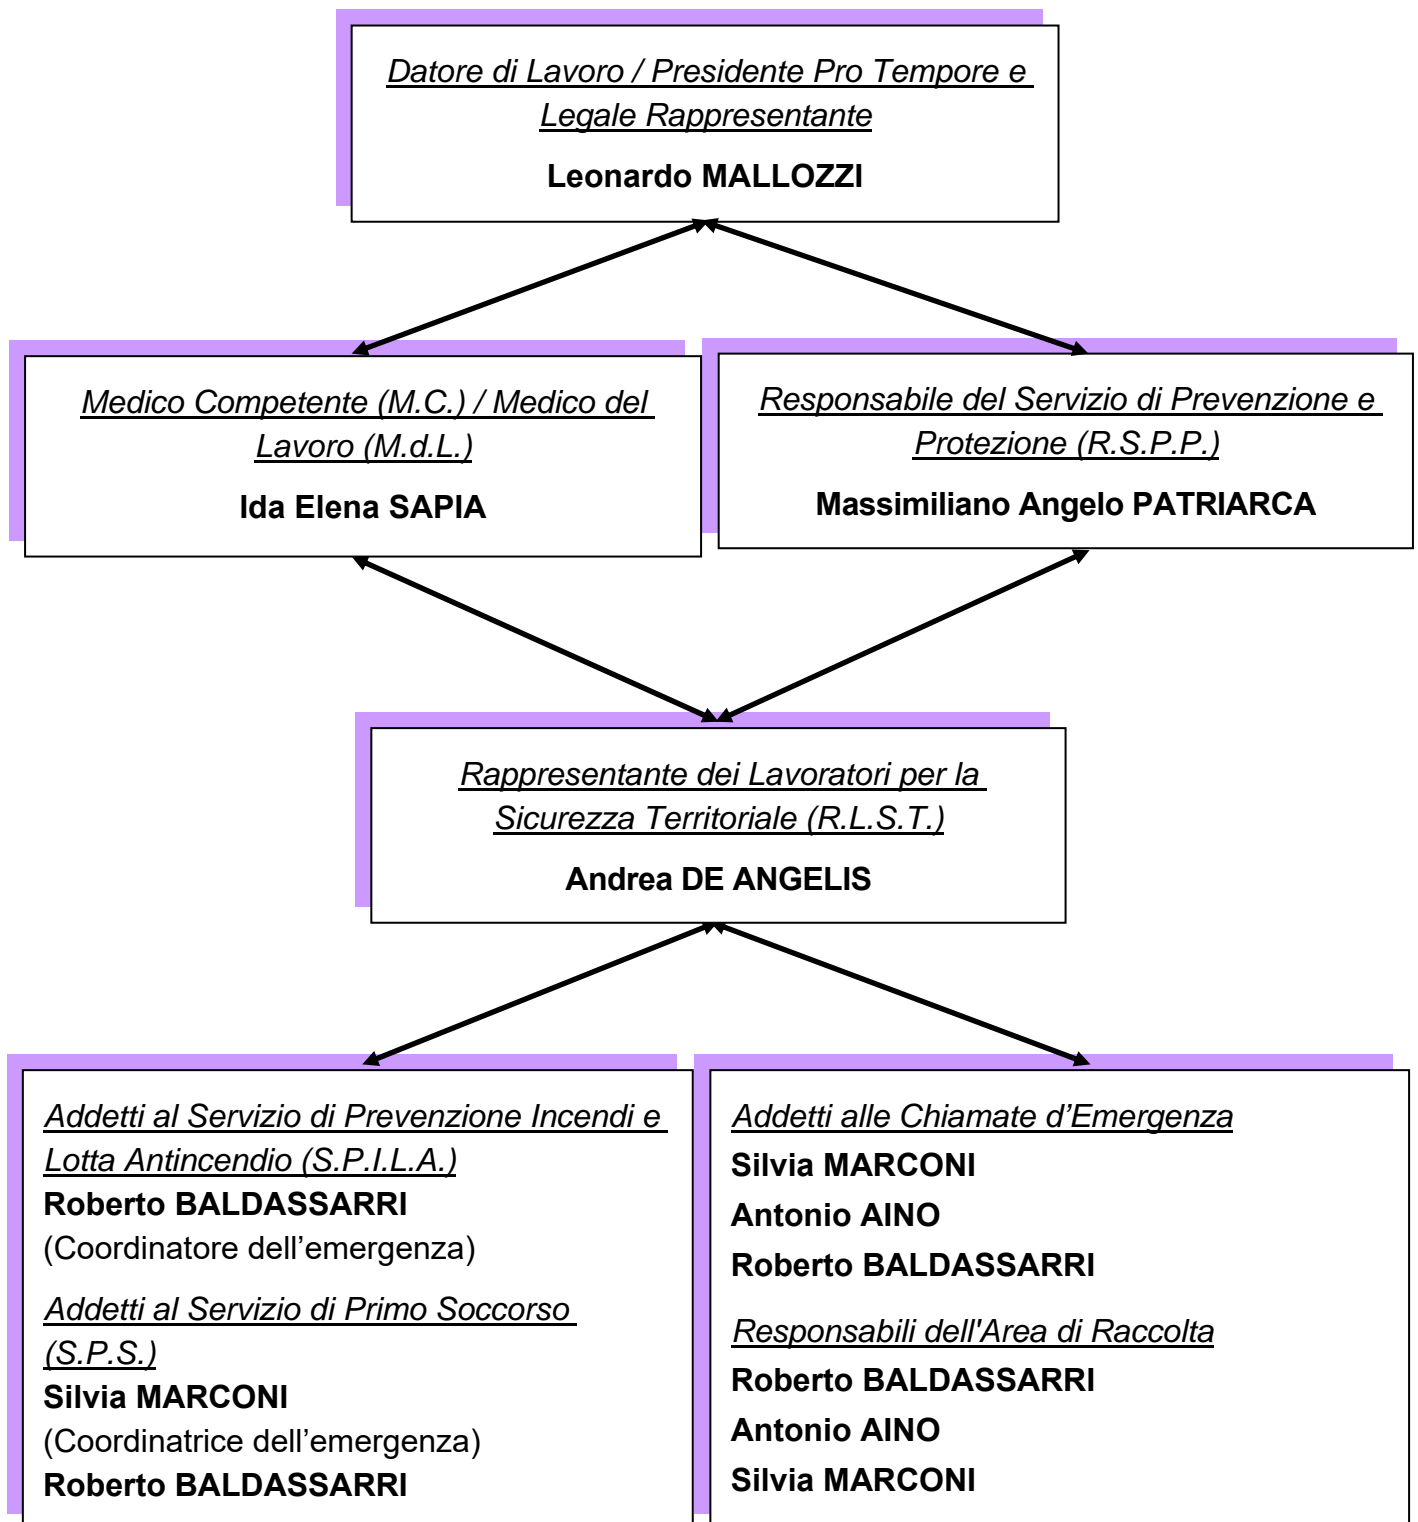 Datore di Lavoro / Presidente Pro Tempore e
Legale Rappresentante
Leonardo MALLOZZI
Medico Competente (M.C.) / Medico del
Lavoro (M.d.L.)
Ida Elena SAPIA
Responsabile del Servizio di Prevenzione e
Protezione (R.S.P.P.)
Massimiliano Angelo PATRIARCA
Rappresentante dei Lavoratori per la
Sicurezza Territoriale (R.L.S.T.)
Andrea DE ANGELIS
Addetti al Servizio di Prevenzione Incendi e
Lotta Antincendio (S.P.I.L.A.)
Roberto BALDASSARRI
(Coordinatore dell’emergenza)
Addetti al Servizio di Primo Soccorso
(S.P.S.)
Silvia MARCONI
(Coordinatrice dell’emergenza)
Roberto BALDASSARRI
Addetti alle Chiamate d’Emergenza
Silvia MARCONI
Antonio AINO
Roberto BALDASSARRI
Responsabili dell'Area di Raccolta
Roberto BALDASSARRI
Antonio AINO
Silvia MARCONI